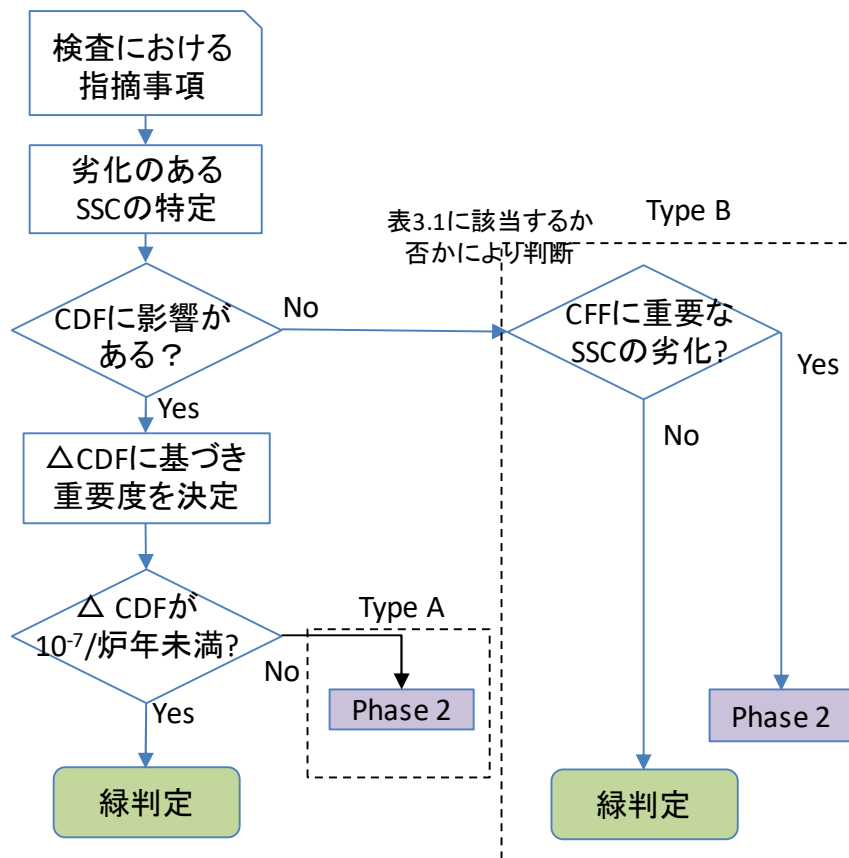 検査における
指摘事項
劣化のある
SSCの特定
表3.1に該当するか
否かにより判断
Type B
CDFに影響が
ある？
No
CFFに重要な
SSCの劣化?
Yes
Yes
No
△CDFに基づき
重要度を決定
△ CDFが
10⁻⁷/炉年未満?
Type A
No
Phase 2
Phase 2
Yes
緑判定
緑判定